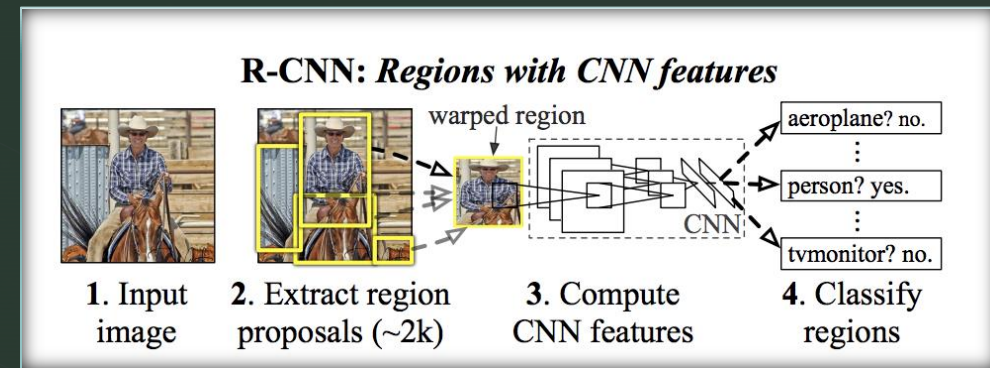 R-CNN: Regions with CNN features
warped region
aeroplane? no.
person? yes.
CNN
tvmonitor? no.
1. Input
image
2. Extract region
proposals (~2k)
3. Compute
CNN features
4. Classify
regions